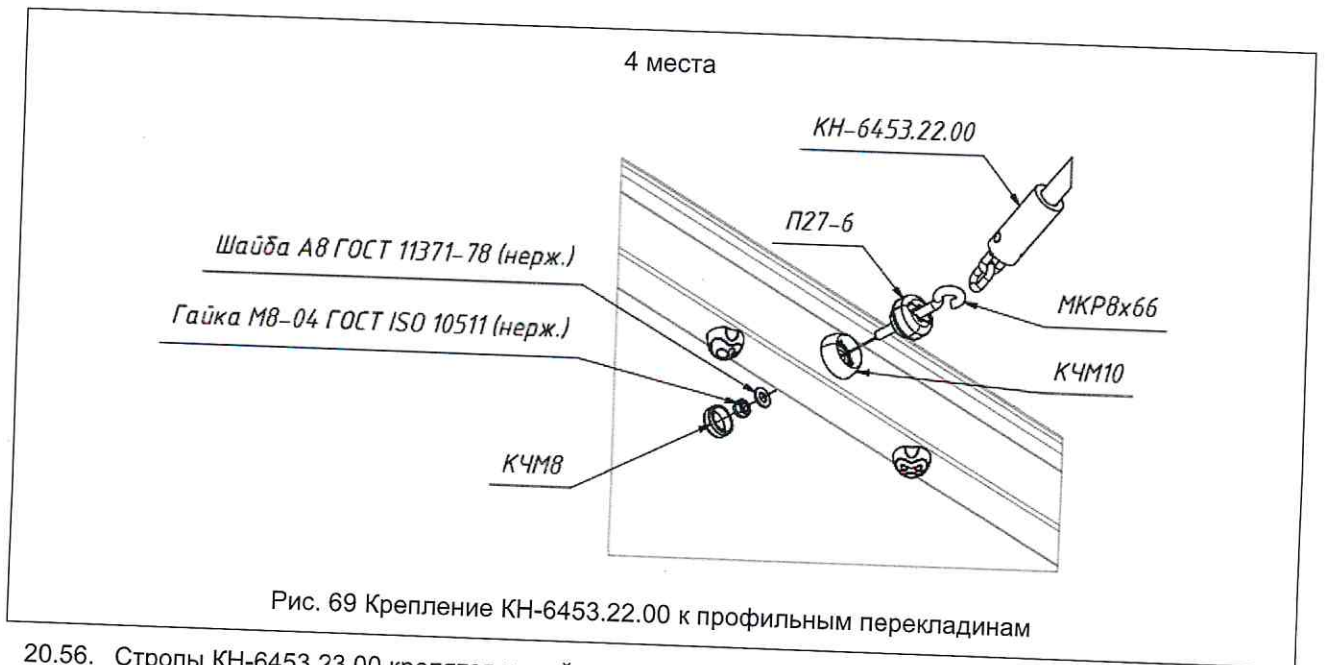 4 места
КН-6453.22.00
П27-6
Шайба А8 ГОСТ 11371-78 (нерж.)
МКР8х66
Гайка М8-04 ГОСТ ISO 10511 (нерж.)
КЧМ10
КЧМ8
Рис. 69 Крепление КН-6453.22.00 к профильным перекладинам
20.56. Стропы КН-6453.23.00